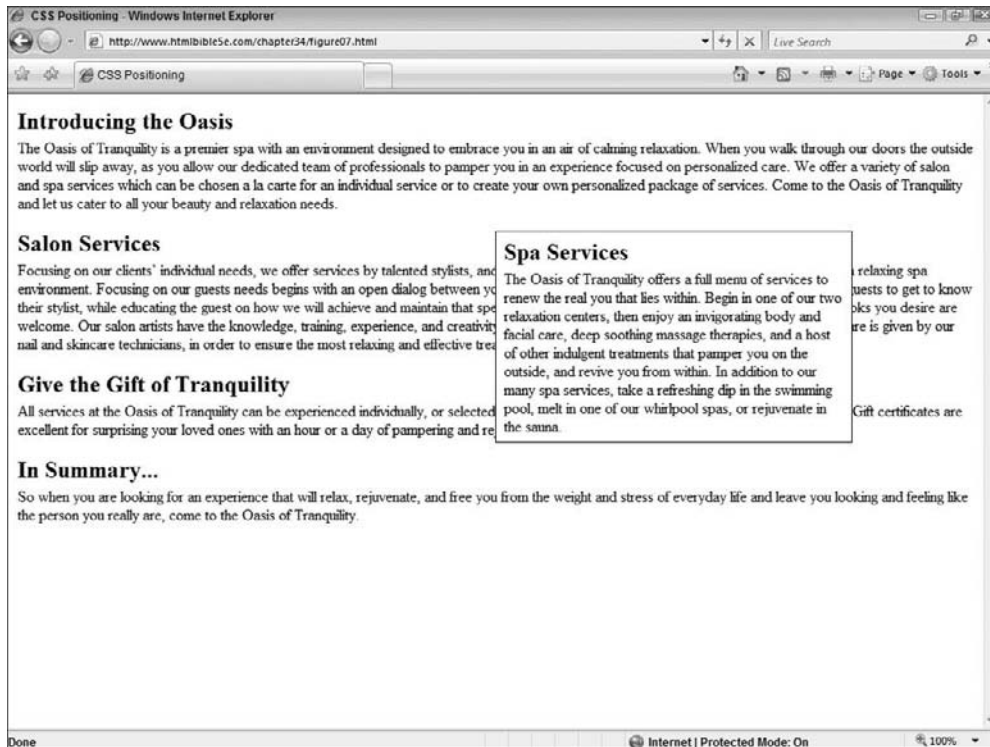 CSS Positioning - Windows Internet Explorer
http://www.htmlbible5e.com/chapter34/figure07.html
Live Search
CSS Positioning
Page
Tools
Introducing the Oasis
The Oasis of Tranquility is a premier spa with an environment designed to embrace you in an air of calming relaxation. When you walk through our doors the outside
world will slip away, as you allow our dedicated team of professionals to pamper you in an experience focused on personalized care. We offer a variety of salon
and spa services which can be chosen a la carte for an individual service or to create your own personalized package of services. Come to the Oasis of Tranquility
and let us cater to all your beauty and relaxation needs.
Salon Services
Focusing on our clients' individual needs, we offer services by talented stylists, and
relaxing spa
environment. Focusing on our guests needs begins with an open dialog between
to get to know
their stylist, while educating the guest on how we will achieve and maintain that
you desire are
welcome. Our salon artists have the knowledge, training, experience, and
is given by our
nail and skincare technicians, in order to ensure the most relaxing and effective
Spa Services
The Oasis of Tranquility offers a full menu of services to
renew the real you that lies within. Begin in one of our two
relaxation centers, then enjoy an invigorating body and
facial care, deep soothing massage therapies, and a host
of other indulgent treatments that pamper you on the
outside, and revive you from within. In addition to our
many spa services, take a refreshing dip in the swimming
pool, melt in one of our whirlpool spas, or rejuvenate in
the sauna.
Give the Gift of Tranquility
All services at the Oasis of Tranquility can be experienced individually, or selected
Gift certificates are
excellent for surprising your loved ones with an hour or a day of pampering and
In Summary...
So when you are looking for an experience that will relax, rejuvenate, and free you from the weight and stress of everyday life and leave you looking and feeling like
the person you really are, come to the Oasis of Tranquility.
Done
Internet | Protected Mode: On
100%